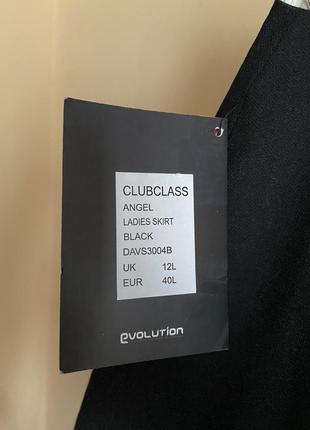 CLUBCLASS
ANGEL
LADIES SKIRT
BLACK
DAVS3004B
UK 12L
EUR 40L
evolution